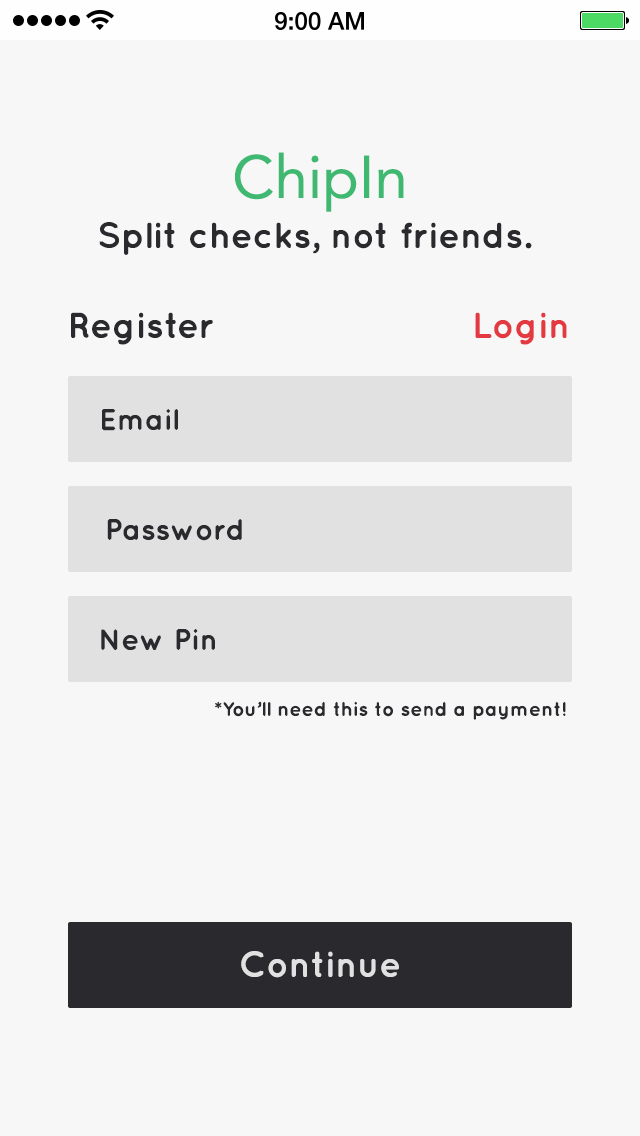 9:00 AM
ChipIn
Split checks, not friends.
Register Login
Email
Password
New Pin
*You'll need this to send a payment!
Continue